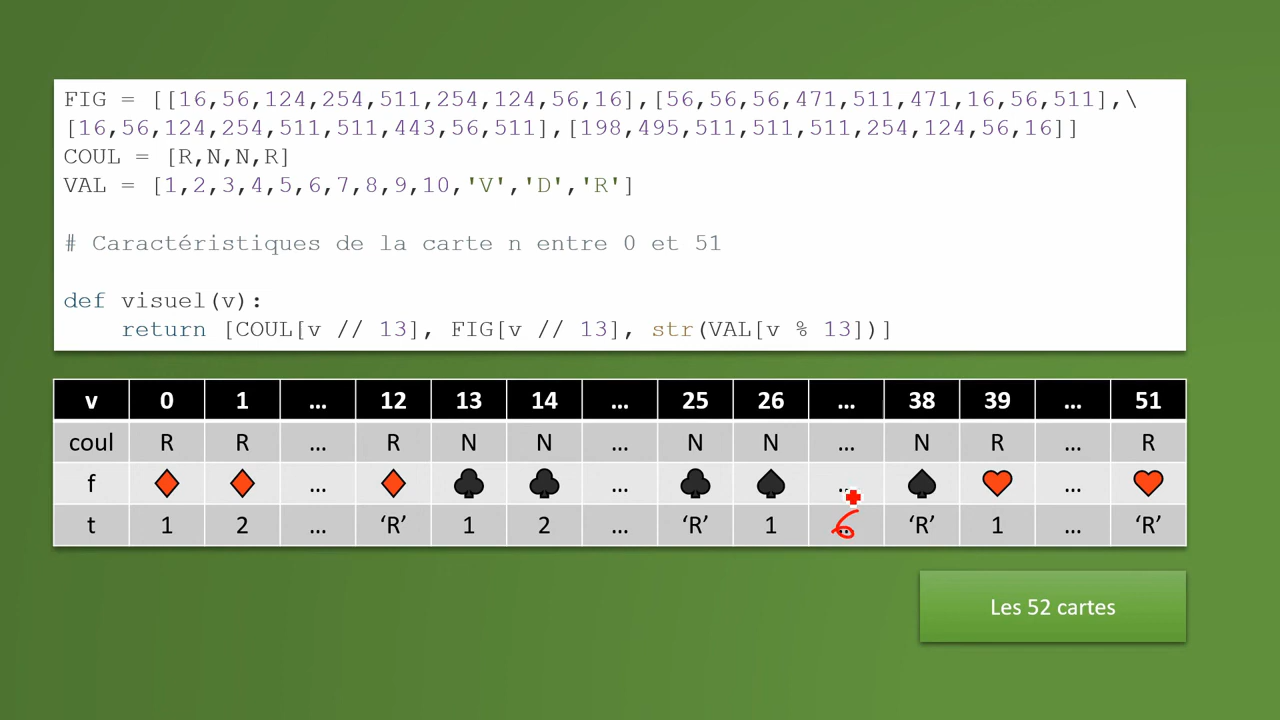 FIG = [[16,56,124,254,511,254,124,56,16],[56,56,56,471,511,471,16,56,511],\
[16,56,124,254,511,511,443,56,511],[198,495,511,511,511,254,124,56,16]]
COUL = [R,N,N,R]
VAL = [1,2,3,4,5,6,7,8,9,10,'V','D','R']
# Caractéristiques de la carte n entre 0 et 51
def visuel(v):
    return [COUL[v // 13], FIG[v // 13], str(VAL[v % 13])]
v 0 1 … 12 13 14 … 25 26 … 38 39 … 51
coul R R … R N N … N N … N R … R
f … … … …
t 1 2 … ‘R’ 1 2 … ‘R’ 1 6 ‘R’ 1 … ‘R’
Les 52 cartes